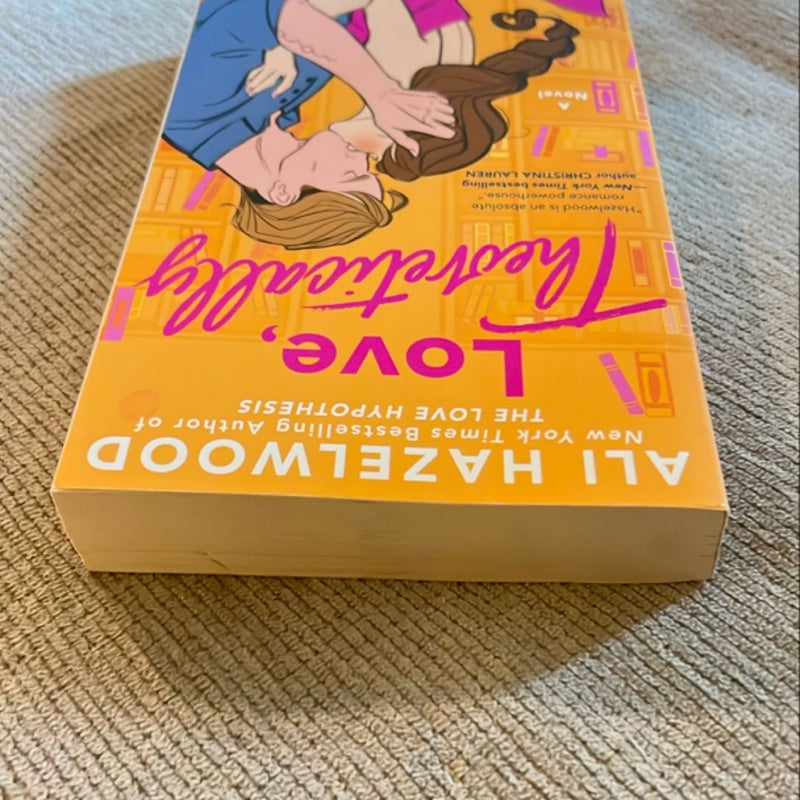 ALI HAZELWOOD
New York Times Bestselling Author of
THE LOVE HYPOTHESIS
Love,
Theoretically
"Hazelwood is an absolute
romance powerhouse."
—New York Times bestselling
author CHRISTINA LAUREN
A
Novel